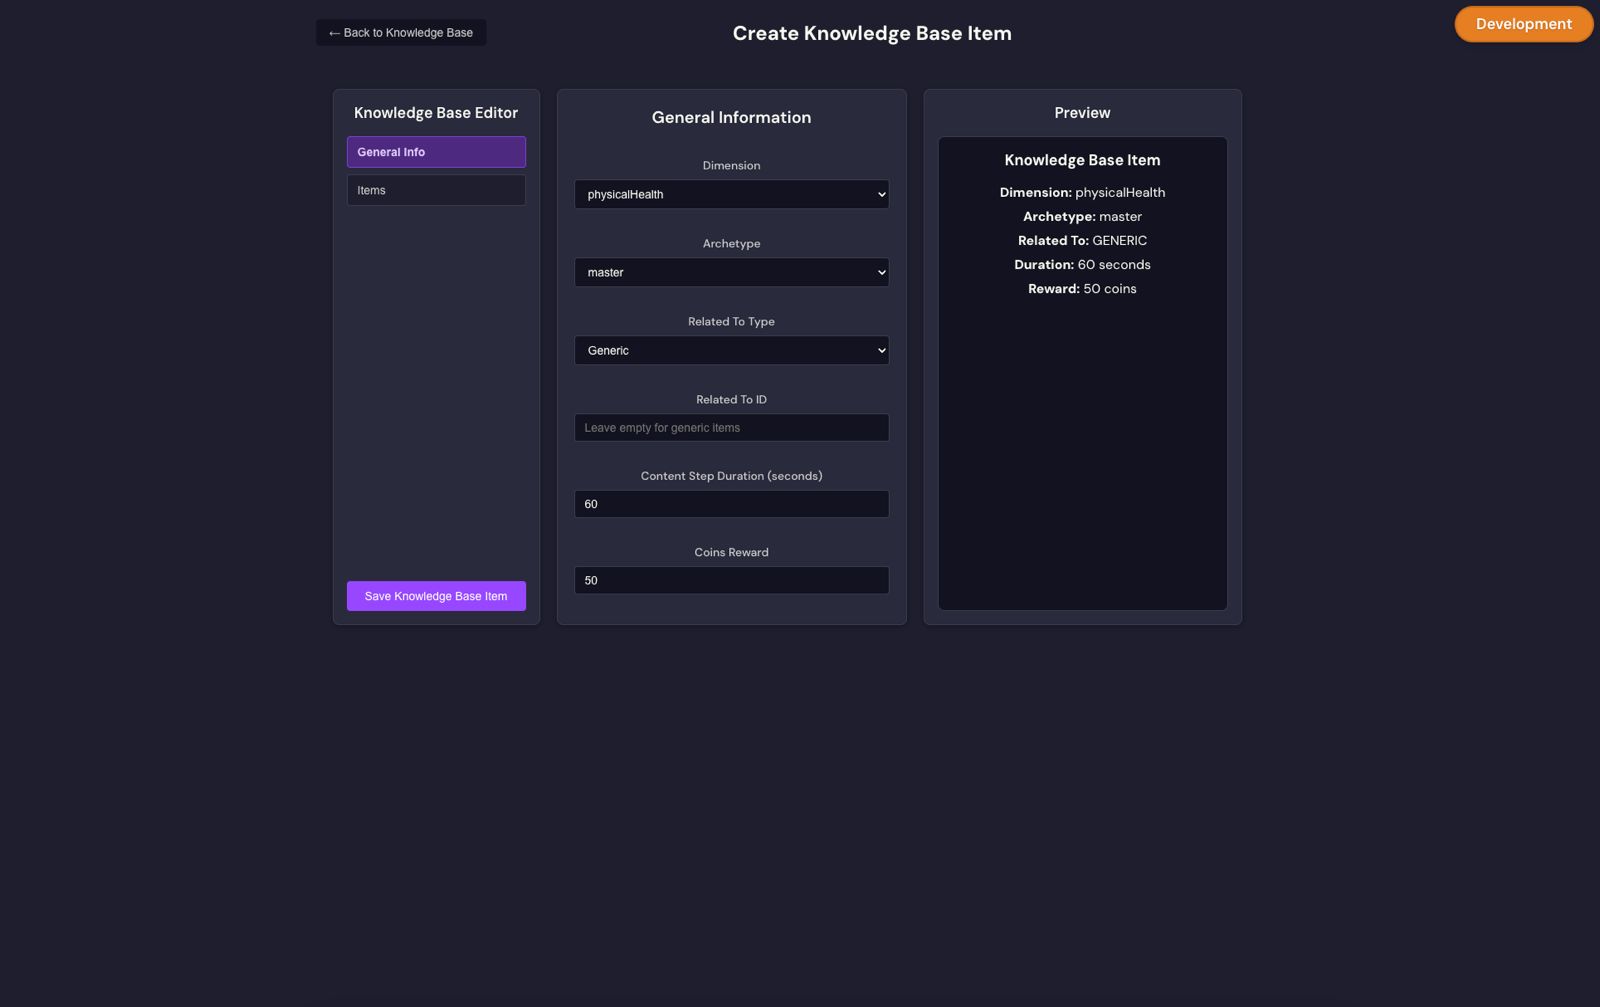 ← Back to Knowledge Base
Create Knowledge Base Item
Development
Knowledge Base Editor
General Info
Items
Save Knowledge Base Item
General Information
Dimension
physicalHealth
Archetype
master
Related To Type
Generic
Related To ID
Leave empty for generic items
Content Step Duration (seconds)
60
Coins Reward
50
Preview
Knowledge Base Item
Dimension: physicalHealth
Archetype: master
Related To: GENERIC
Duration: 60 seconds
Reward: 50 coins